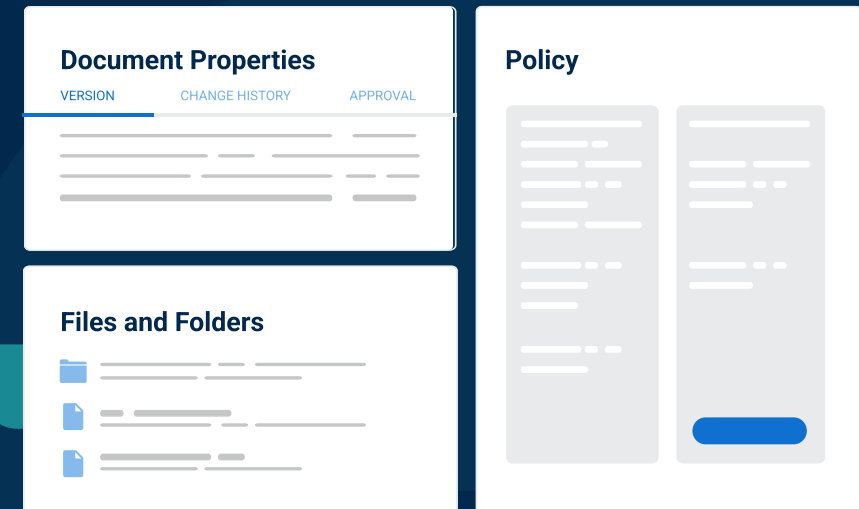 Document Properties
VERSION CHANGE HISTORY APPROVAL
Files and Folders
Policy